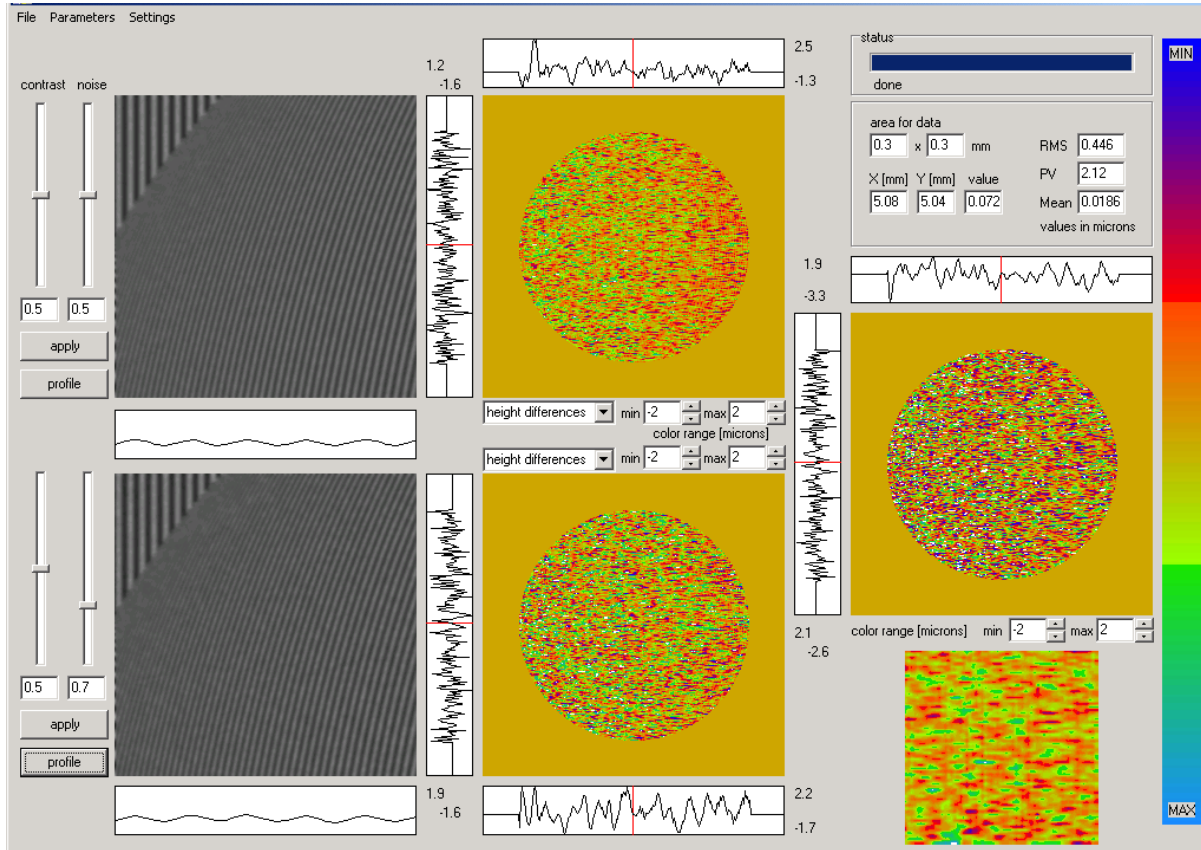 File Parameters Settings
contrast noise
0.5 0.5
apply
profile
0.5 0.7
apply
profile
1.2
-1.6
2.5
-1.3
height differences min -2 max 2
color range [microns]
height differences min -2 max 2
1.9
-1.6
2.2
-1.7
status
done
area for data
0.3 x 0.3 mm
X [mm] Y [mm] value
5.08 5.04 0.072
RMS 0.446
PV 2.12
Mean 0.0186
values in microns
1.9
-3.3
2.1
-2.6
color range [microns] min -2 max 2
MIN
MAX